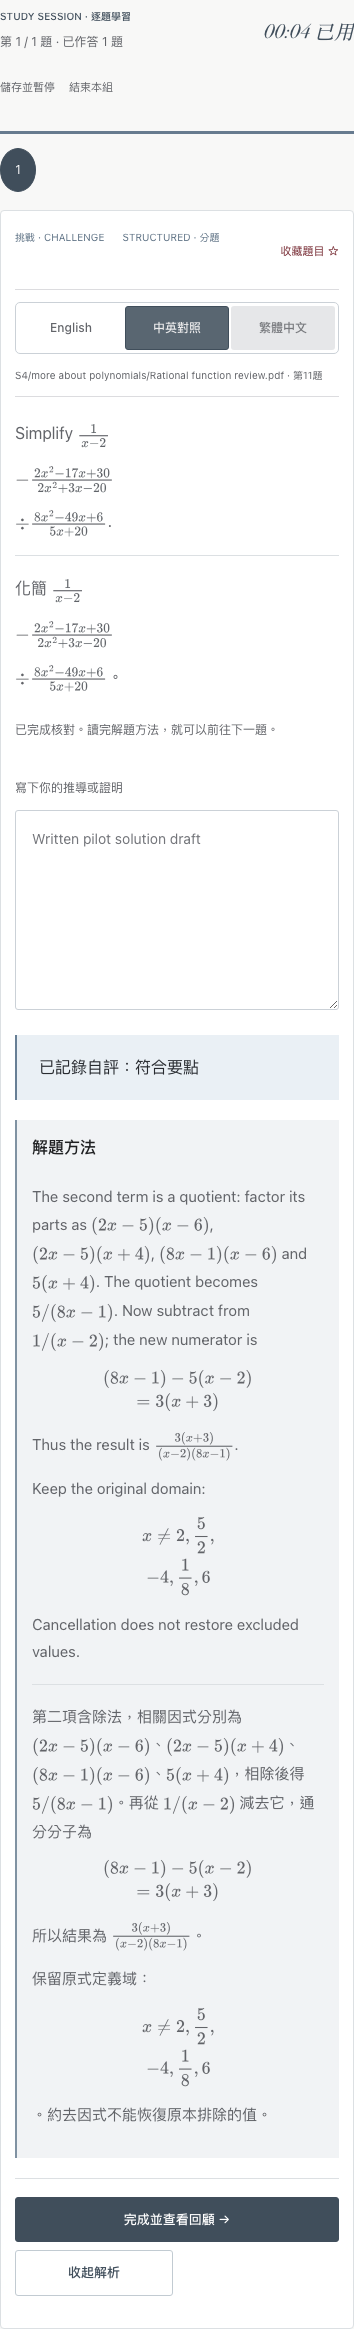 STUDY SESSION · 逐題學習
第 1 / 1 題 · 已作答 1 題
00:04 已用
儲存並暫停 結束本組
1
挑戰 · CHALLENGE STRUCTURED · 分題
收藏題目 ☆
English 中英對照 繁體中文
S4/more about polynomials/Rational function review.pdf · 第11題
Simplify \frac{1}{x−2}
−\frac{2x^2−17x+30}{2x^2+3x−20}
÷\frac{8x^2−49x+6}{5x+20}.
化簡 \frac{1}{x−2}
−\frac{2x^2−17x+30}{2x^2+3x−20}
÷\frac{8x^2−49x+6}{5x+20}。
已完成核對。讀完解題方法，就可以前往下一題。
寫下你的推導或證明
Written pilot solution draft
已記錄自評：符合要點
解題方法
The second term is a quotient: factor its
parts as (2x − 5)(x − 6),
(2x − 5)(x + 4), (8x − 1)(x − 6) and
5(x + 4). The quotient becomes
5/(8x − 1). Now subtract from
1/(x − 2); the new numerator is
(8x − 1) − 5(x − 2)
= 3(x + 3)
Thus the result is \frac{3(x+3)}{(x−2)(8x−1)}.
Keep the original domain:
x ≠ 2, \frac{5}{2},
−4, \frac{1}{8}, 6
Cancellation does not restore excluded
values.
第二項含除法，相關因式分別為
(2x − 5)(x − 6)、(2x − 5)(x + 4)、
(8x − 1)(x − 6)、5(x + 4)，相除後得
5/(8x − 1)。再從 1/(x − 2) 減去它，通
分分子為
(8x − 1) − 5(x − 2)
= 3(x + 3)
所以結果為 \frac{3(x+3)}{(x−2)(8x−1)}。
保留原式定義域：
x ≠ 2, \frac{5}{2},
−4, \frac{1}{8}, 6
。約去因式不能恢復原本排除的值。
完成並查看回顧 →
收起解析